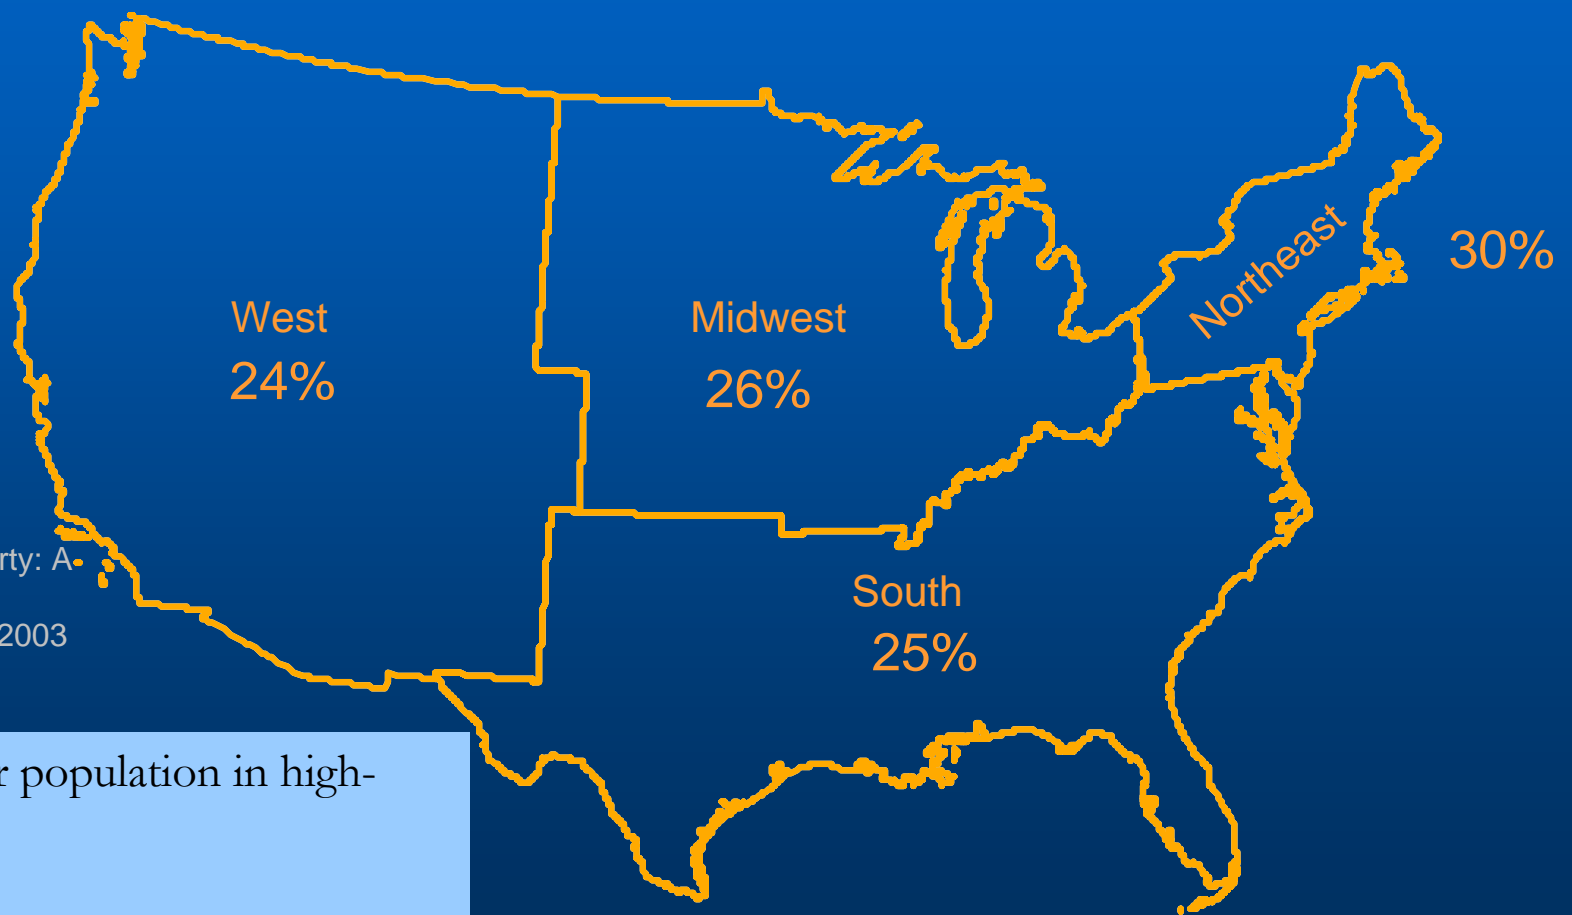 Northeast
30%
West
24%
Midwest
26%
South
25%
rty: A
2003
r population in high-